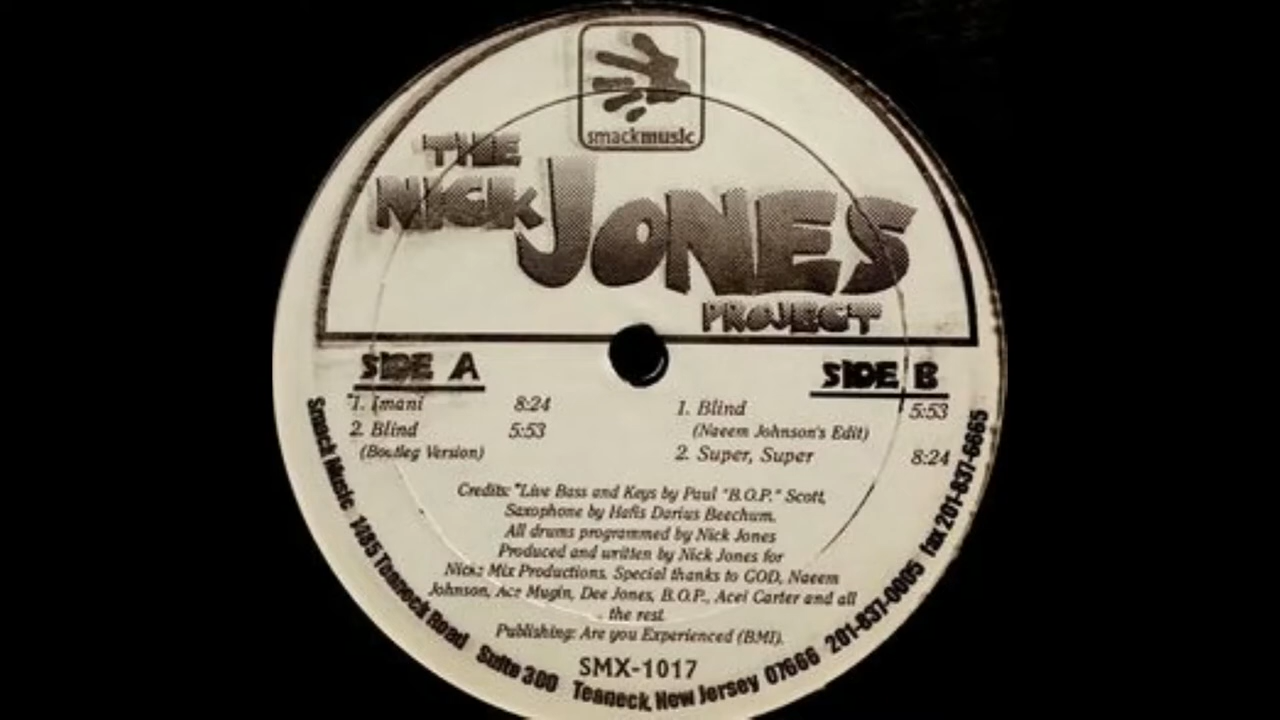 smackmusic
THE
NICK JONES
PROJECT
SIDE A
"1. Imani 8:24
2. Blind 5:53
(Bootleg Version)
SIDE B
1. Blind 5:53
(Naeem Johnson's Edit)
2. Super, Super 8:24
Credits: "Live Bass and Keys by Paul "B.O.P." Scott,
Saxophone by Hafis Darius Beechum.
All drums programmed by Nick Jones
Produced and written by Nick Jones for
Mix Productions. Special thanks to GOD, Naeem
Johnson, Ace Mugin, Dee Jones, B.O.P., Acei Carter and all
the rest.
Publishing: Are you Experienced (BMI).
SMX-1017
Smack Music 1485 Teaneck Road Suite 300 Teaneck, New Jersey 07666 201-837-0005 fax 201-837-6665